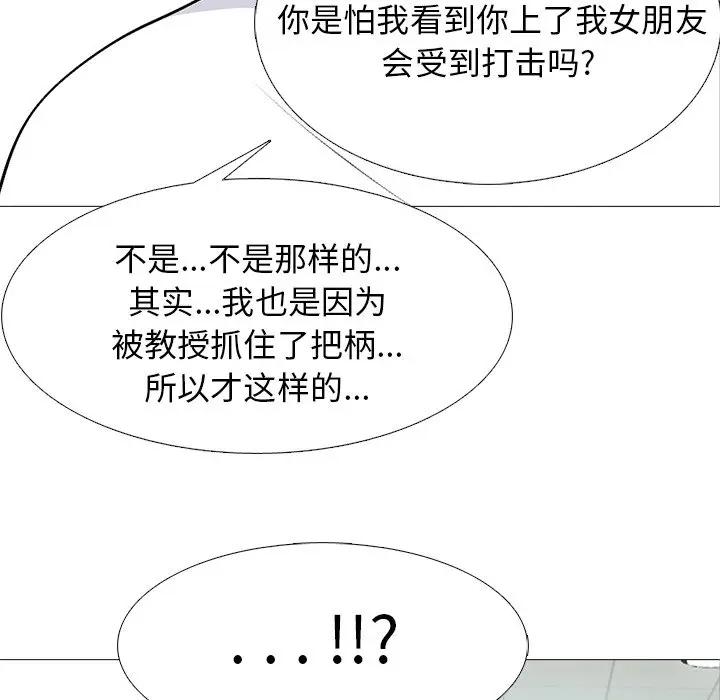 你是怕我看到你上了我女朋友
会受到打击吗?
不是...不是那样的...
其实...我也是因为
被教授抓住了把柄...
所以才这样的...
...!!?